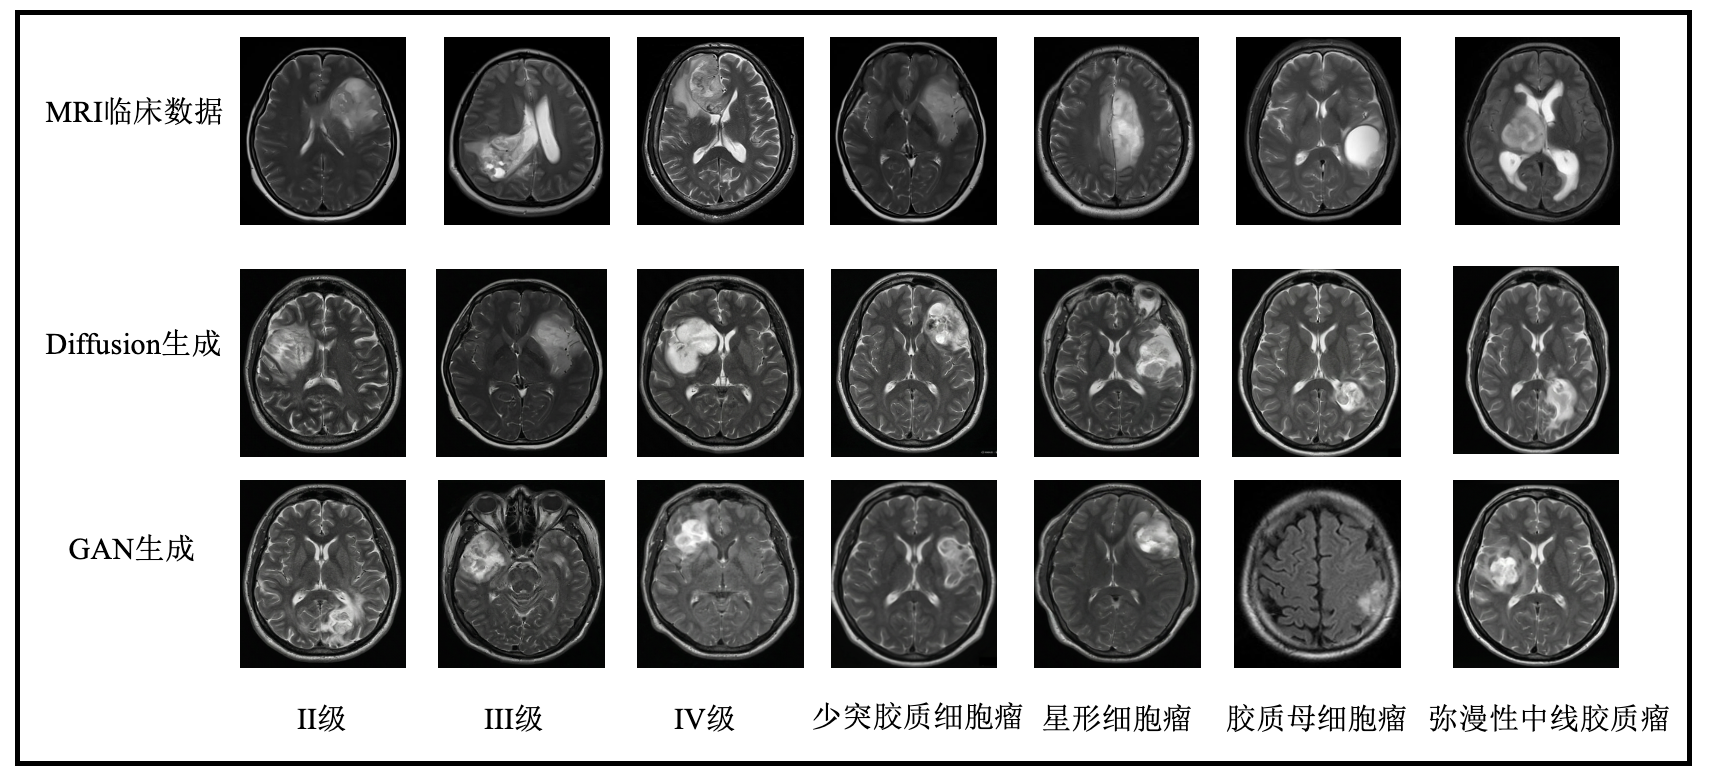 MRI临床数据
Diffusion生成
GAN生成
II级
III级
IV级
少突胶质细胞瘤
星形细胞瘤
胶质母细胞瘤
弥漫性中线胶质瘤